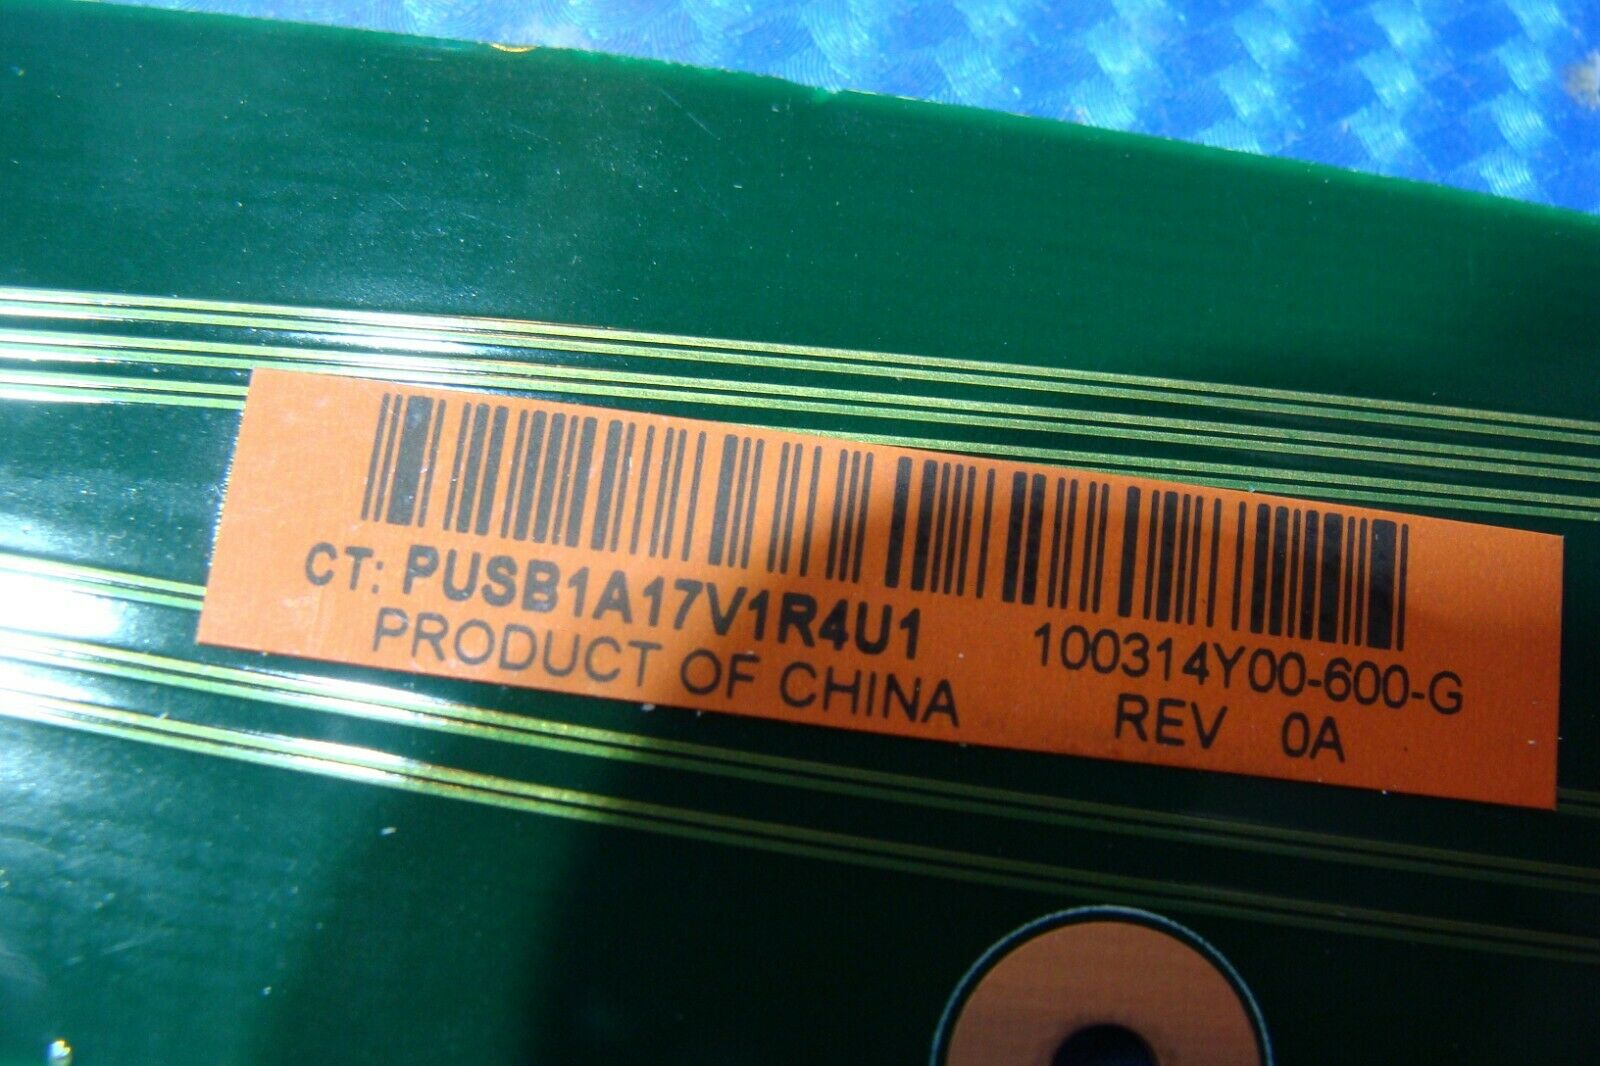 CT: PUSB1A17V1R4U1 100314Y00-600-G
PRODUCT OF CHINA REV 0A